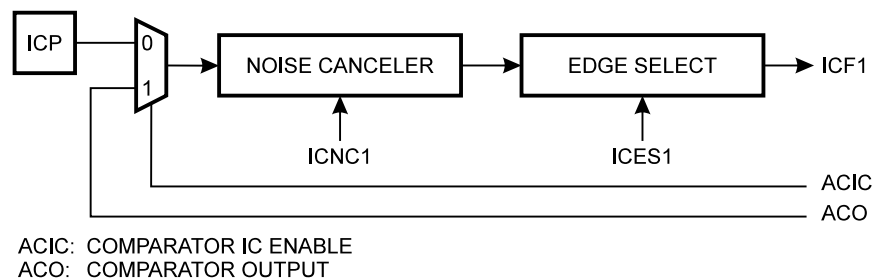 ICP
0
1
NOISE CANCELER
EDGE SELECT
ICF1
ICNC1
ICES1
ACIC
ACO
ACIC: COMPARATOR IC ENABLE
ACO: COMPARATOR OUTPUT